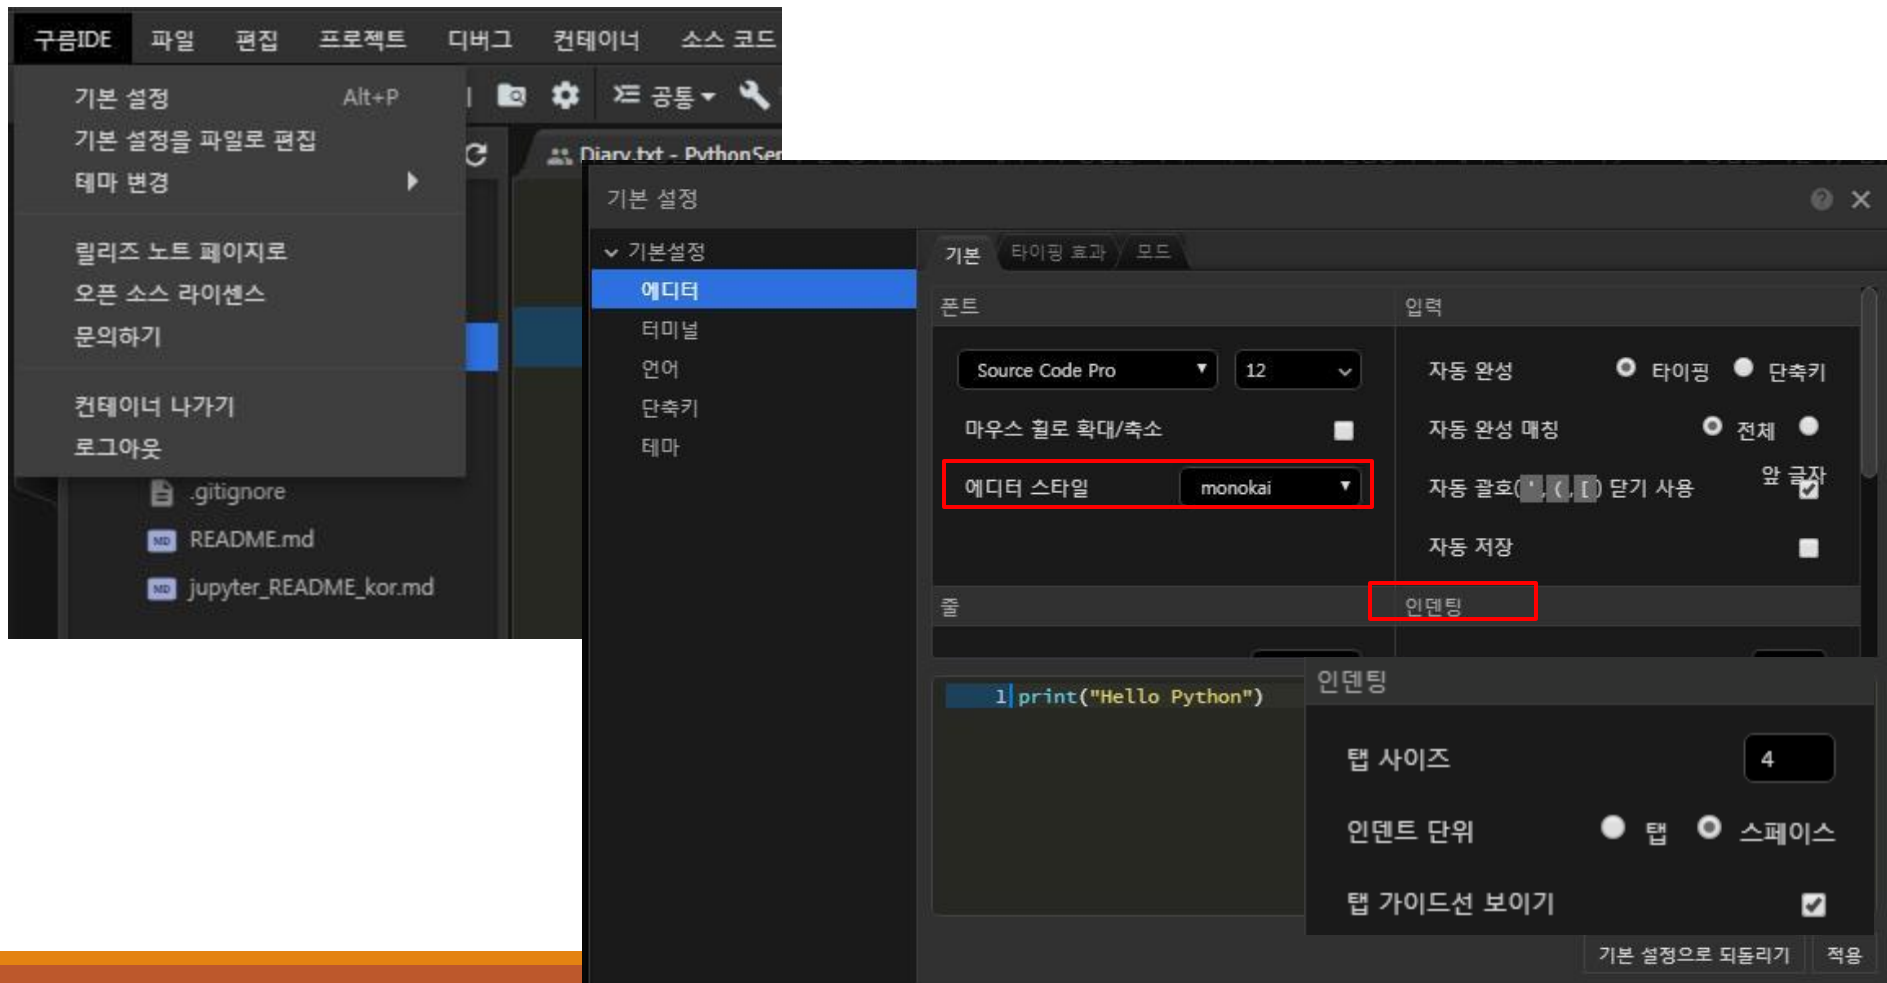 구름IDE 파일 편집 프로젝트 디버그 컨테이너 소스 코드
기본 설정 Alt+P
공통
기본 설정을 파일로 편집
테마 변경
Diary.txt - PythonSer
릴리즈 노트 페이지로
오픈 소스 라이센스
문의하기
컨테이너 나가기
로그아웃
.gitignore
README.md
jupyter_README_kor.md
기본 설정
기본설정
에디터
터미널
언어
단축키
테마
기본 타이핑 효과 모드
폰트
Source Code Pro 12
마우스 휠로 확대/축소
에디터 스타일 monokai
입력
자동 완성 타이핑 단축키
자동 완성 매칭 전체
앞 글자
자동 괄호(',(,[) 닫기 사용
자동 저장
줄
인덴팅
1 print("Hello Python")
인덴팅
탭 사이즈 4
인덴트 단위 탭 스페이스
탭 가이드선 보이기
기본 설정으로 되돌리기 적용